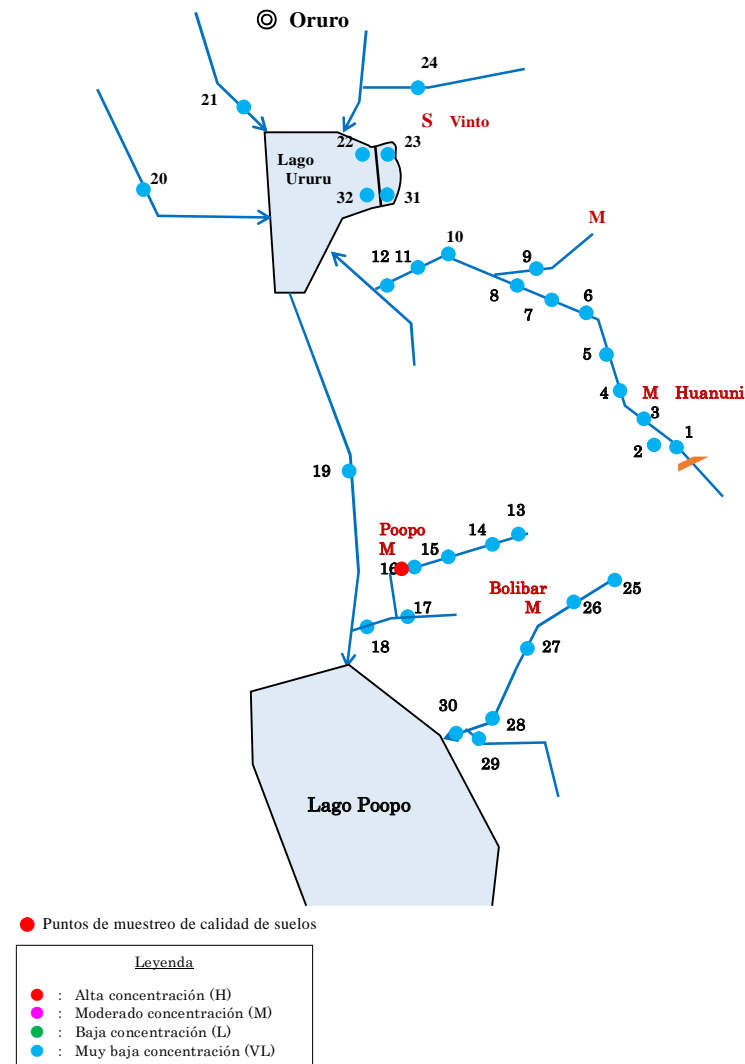 Oruro
24
21
S Vinto
22
23
Lago
Ururu
20
32
31
M
12 11
10
9
8
7
6
5
4
M Huanuni
3
2
1
19
13
Poopo
M
14
15
16
Bolibar
M
25
26
17
18
27
30
28
29
Lago Poopo
Puntos de muestreo de calidad de suelos
Leyenda
: Alta concentración (H)
: Moderado concentración (M)
: Baja concentración (L)
: Muy baja concentración (VL)